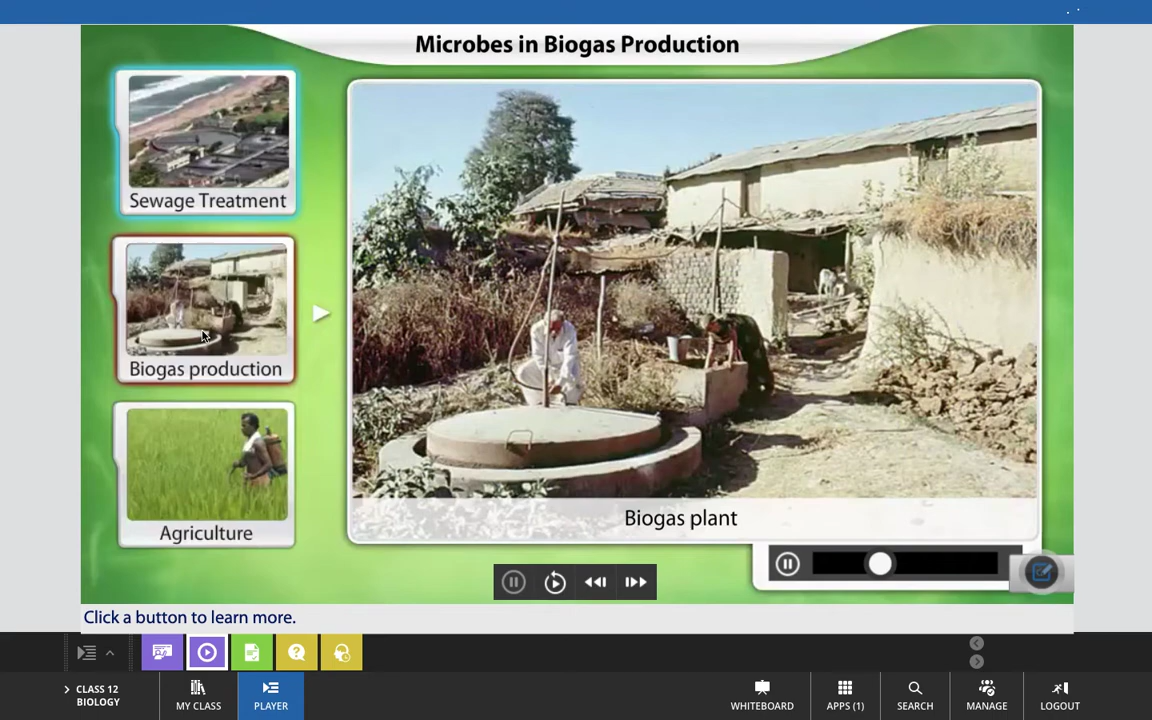 Microbes in Biogas Production
Sewage Treatment
Biogas production
Agriculture
Biogas plant
Click a button to learn more.
CLASS 12
BIOLOGY
MY CLASS
PLAYER
WHITEBOARD
APPS (1)
SEARCH
MANAGE
LOGOUT